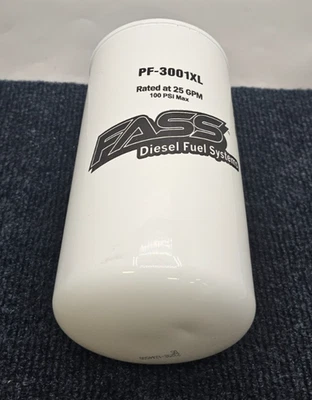 PF-3001XL
Rated at 25 GPM
100 PSI Max
FASS
Diesel Fuel Systems